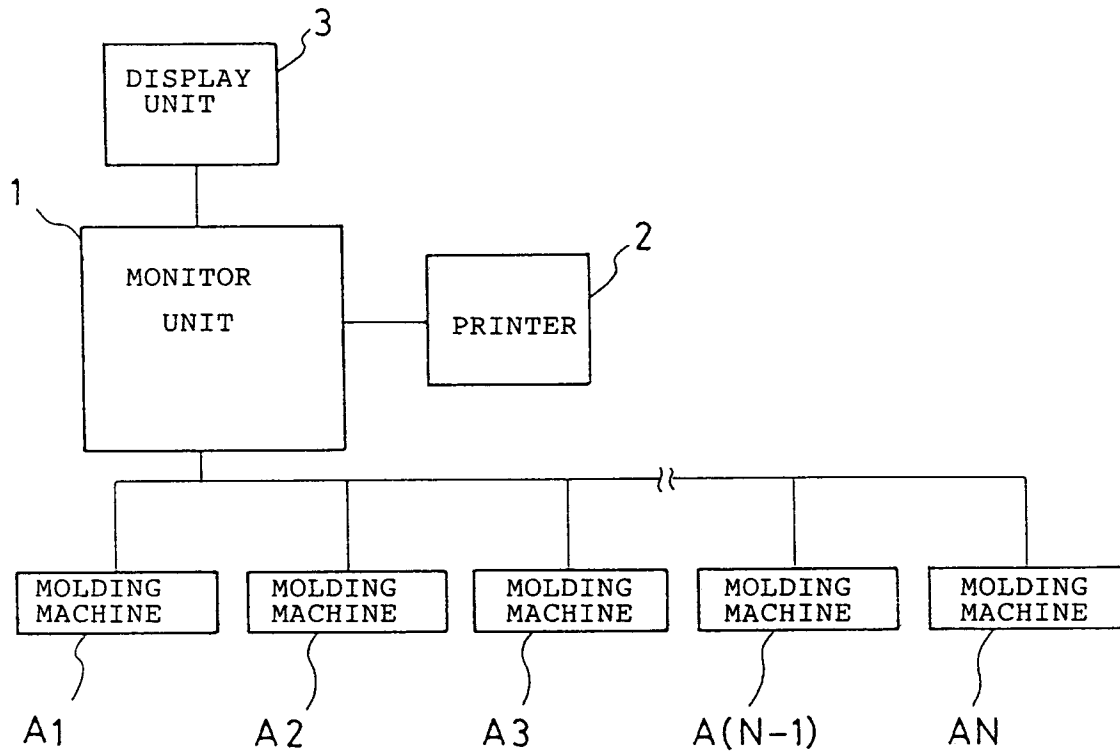 3
DISPLAY
UNIT
1
MONITOR
UNIT
2
PRINTER
MOLDING
MACHINE
MOLDING
MACHINE
MOLDING
MACHINE
MOLDING
MACHINE
MOLDING
MACHINE
A1
A2
A3
A(N-1)
AN